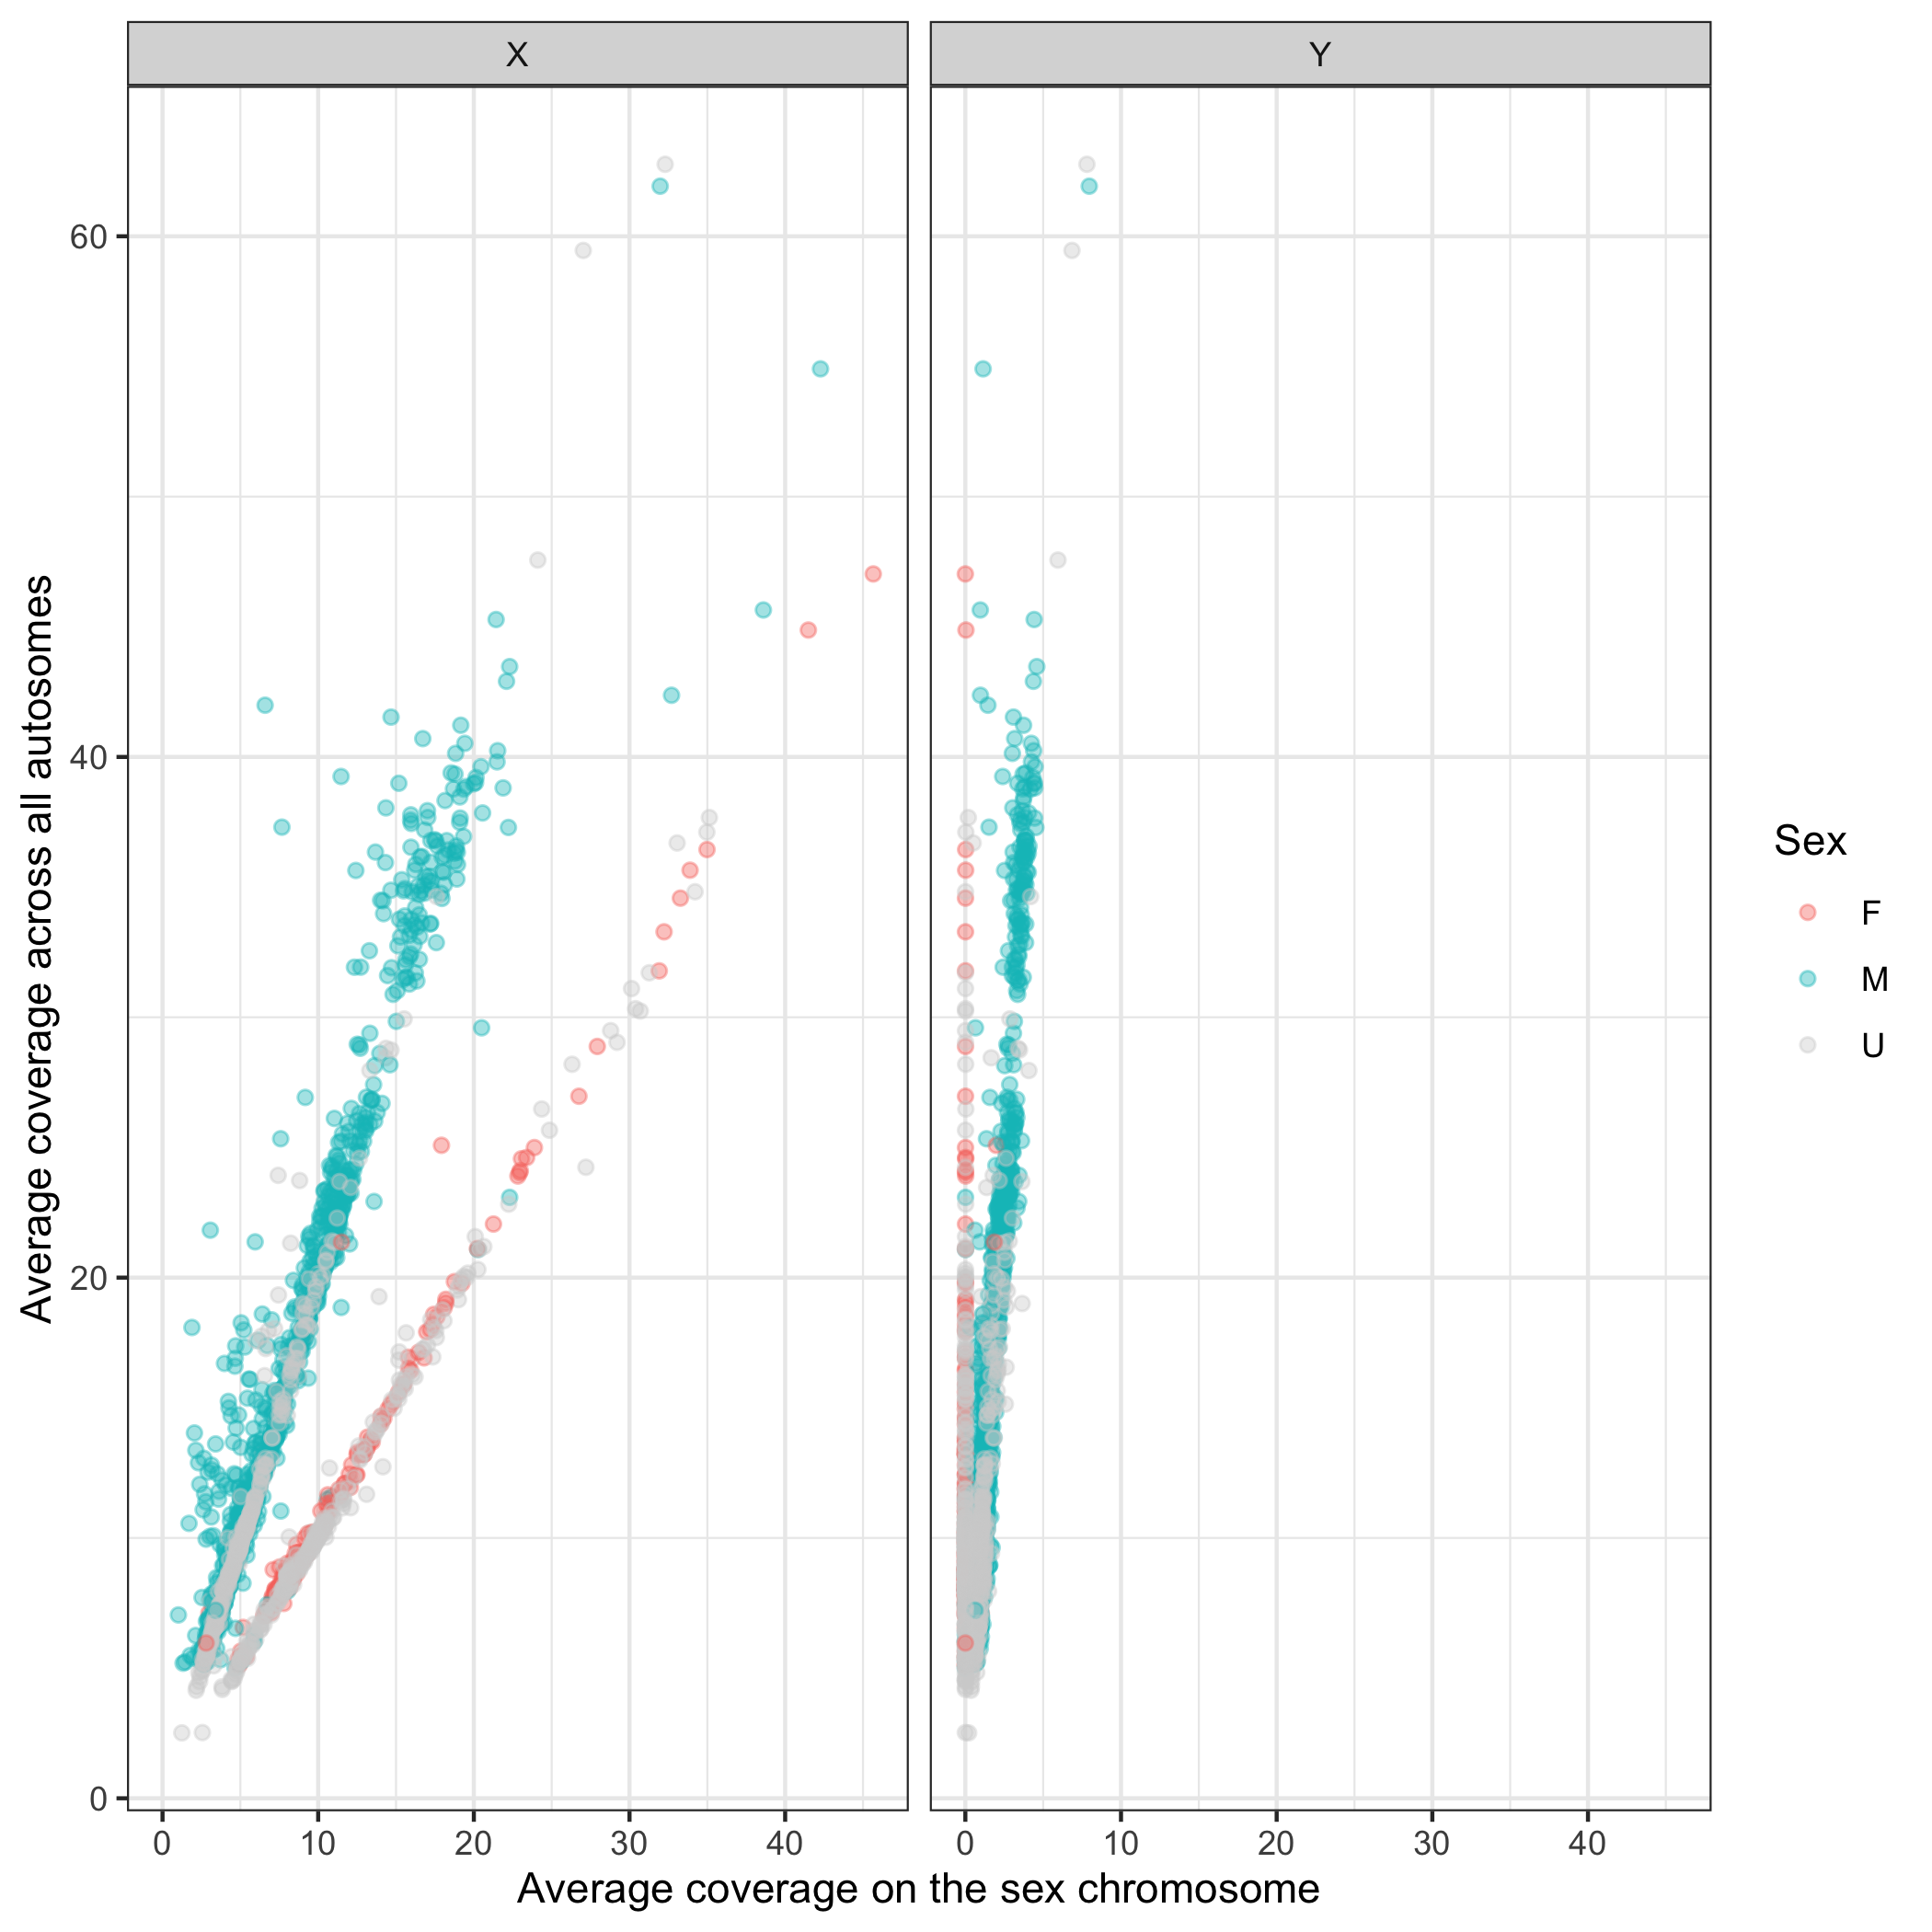 X
Y
Average coverage across all autosomes
60
40
20
0
0 10 20 30 40
0 10 20 30 40
Average coverage on the sex chromosome
Sex
F
M
U